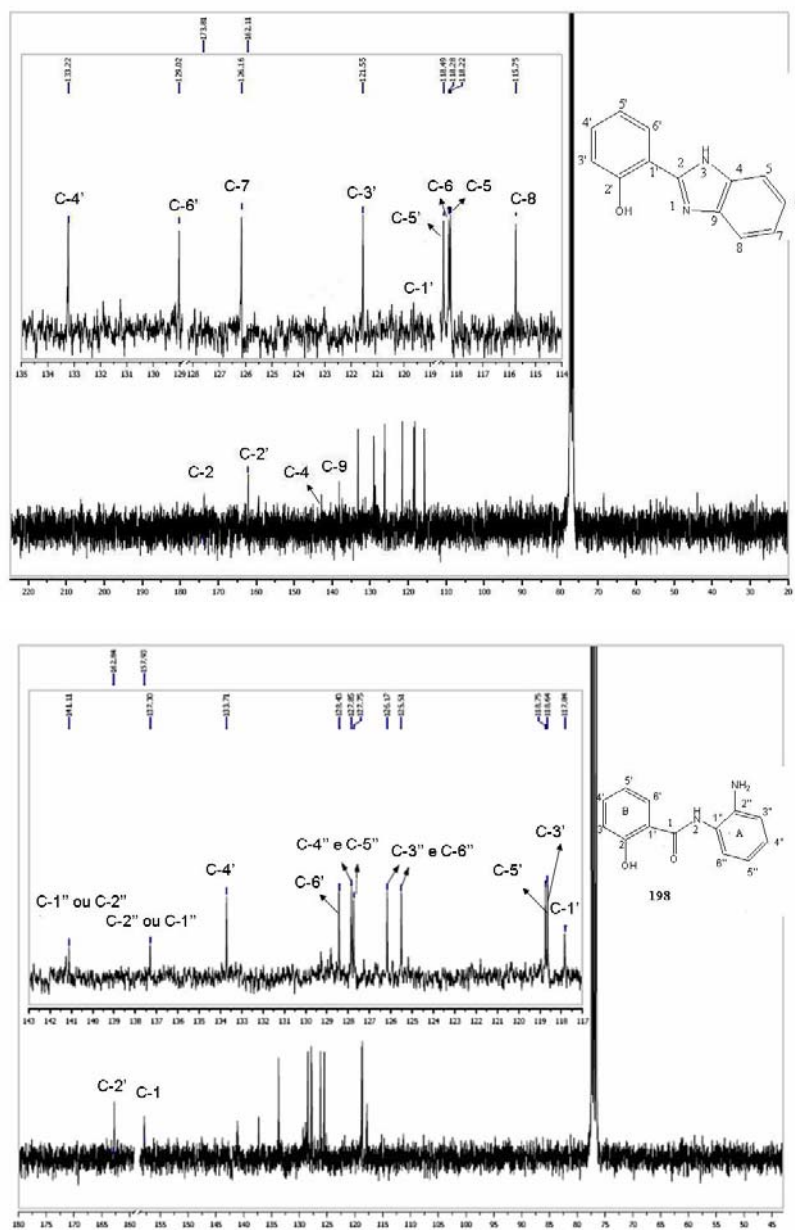 173.81 162.11
133.22 129.02 126.16 121.55 118.49 118.28 118.22 115.75
C-4' C-6' C-7 C-3' C-5' C-6 C-5 C-8
C-1'
135 134 133 132 131 130 129 128 127 126 125 124 123 122 121 120 119 118 117 116 115 114
5' 4' 6' 3' 1' 2' OH 2 H N 3 4 5 N 1 9 8 7
C-2 C-2' C-4 C-9
220 210 200 190 180 170 160 150 140 130 120 110 100 90 80 70 60 50 40 30 20
162.84 157.93
141.11 137.30 133.71 128.43 127.85 127.75 126.17 125.51 118.75 118.64 117.84
C-1'' ou C-2''
C-2'' ou C-1''
C-4'
C-6'
C-4'' e C-5''
C-3'' e C-6''
C-5'
C-3'
C-1'
143 142 141 140 139 138 137 136 135 134 133 132 131 130 129 128 127 126 125 124 123 122 121 120 119 118 117
5' 4' B 6' 3' 1' 2' OH 1 O H N 2 NH2 1'' 2'' 3'' A 4'' 5'' 6''
198
C-2' C-1
180 175 170 165 160 155 150 145 140 135 130 125 120 115 110 105 100 95 90 85 80 75 70 65 60 55 50 45